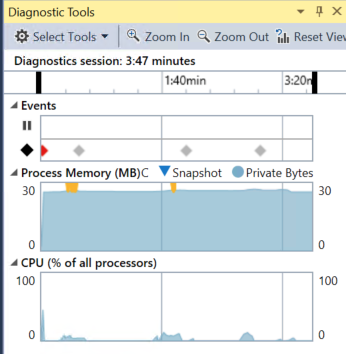 Diagnostic Tools
Select Tools Zoom In Zoom Out Reset View
Diagnostics session: 3:47 minutes
1:40min 3:20m
Events
Process Memory (MB)C Snapshot Private Bytes
30 30
0 0
CPU (% of all processors)
100 100
0 0